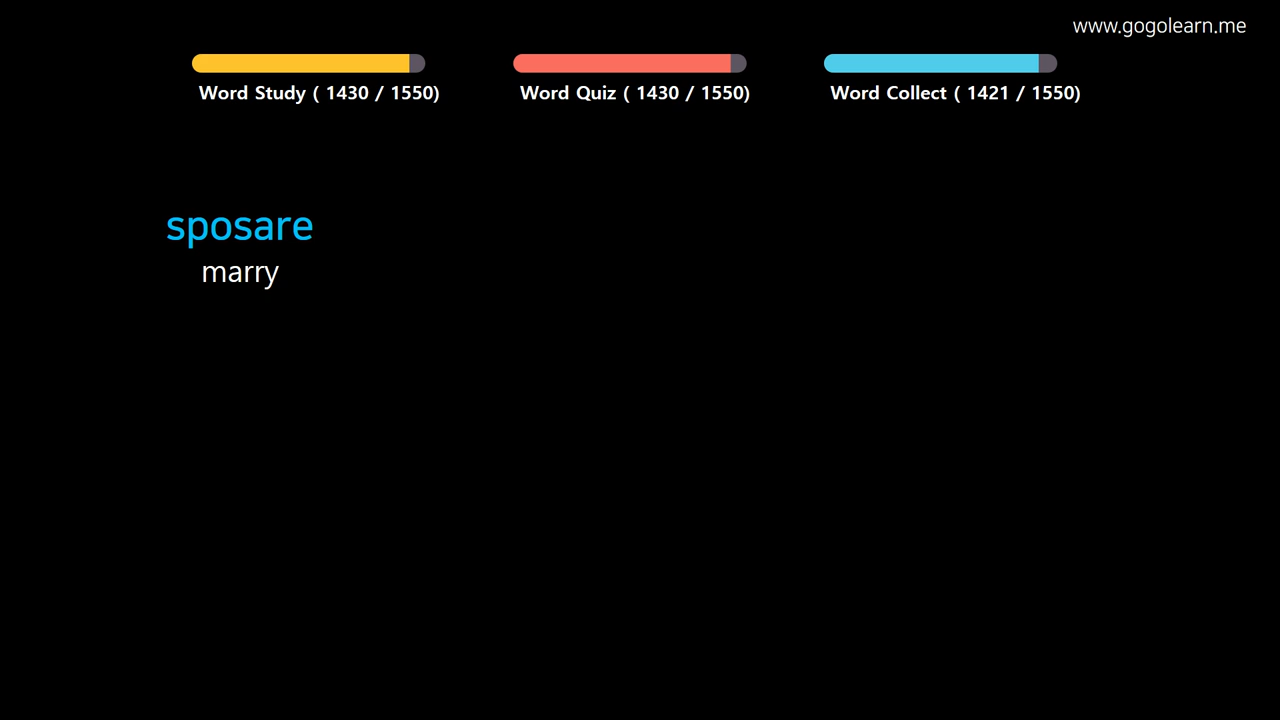 www.gogolearn.me
Word Study ( 1430 / 1550)
Word Quiz ( 1430 / 1550)
Word Collect ( 1421 / 1550)
sposare
marry